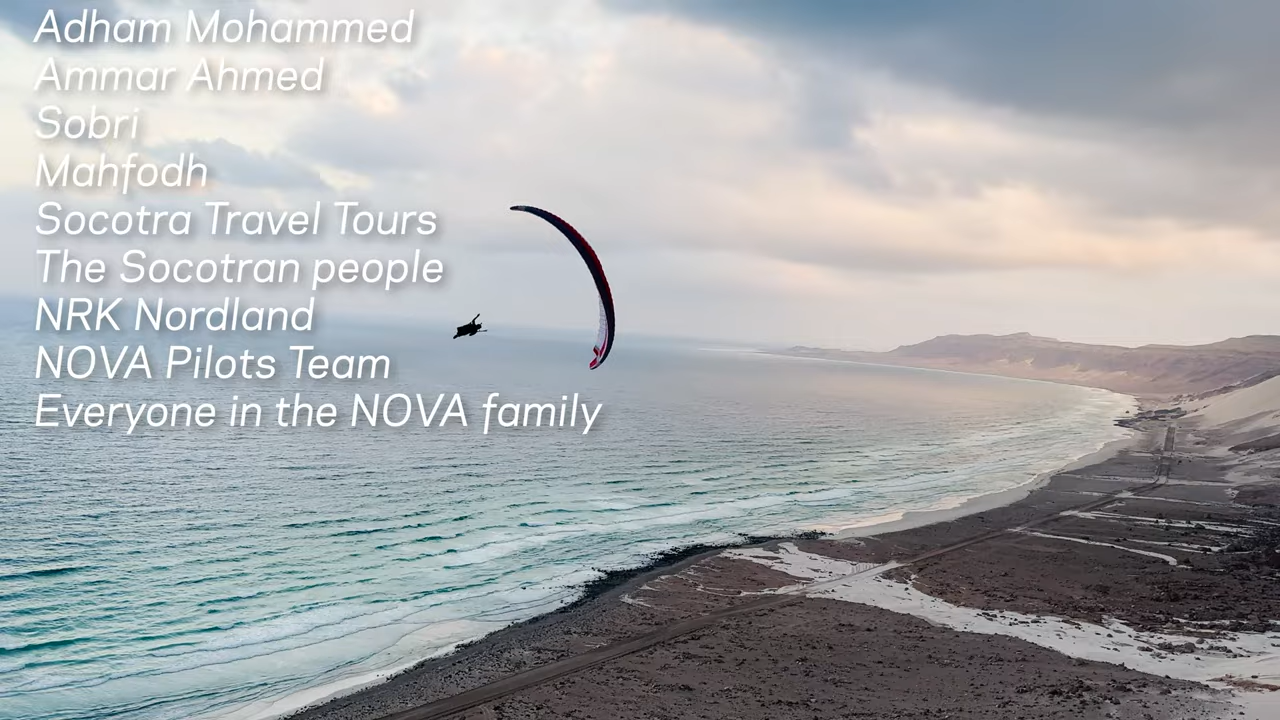 Adham Mohammed
Ammar Ahmed
Sobri
Mahfodh
Socotra Travel Tours
The Socotran people
NRK Nordland
NOVA Pilots Team
Everyone in the NOVA family